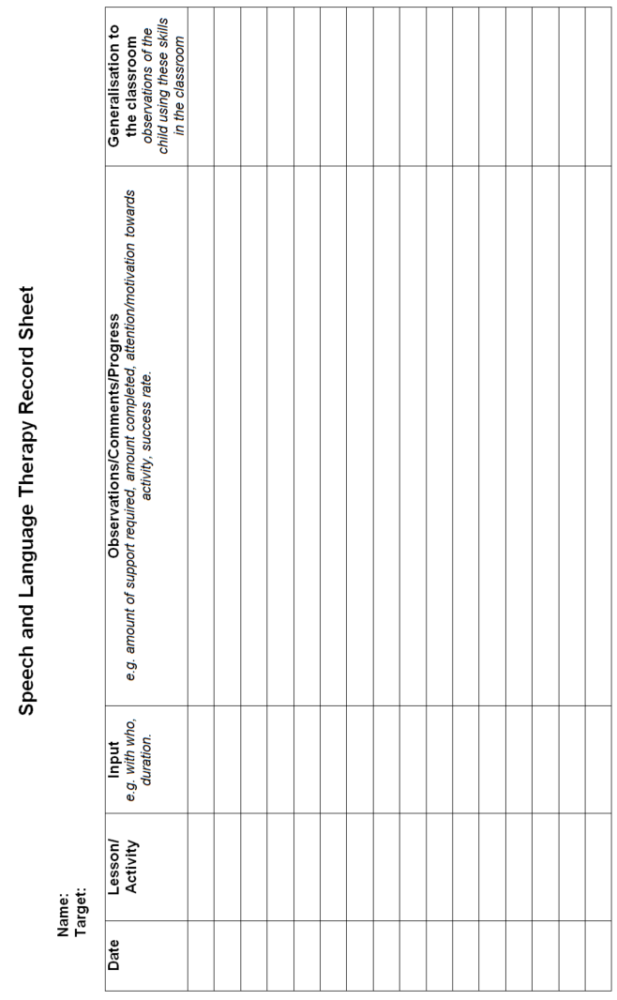 Speech and Language Therapy Record Sheet
Name:
Target:
Date
Lesson/
Activity
Input
e.g. with who,
duration.
Observations/Comments/Progress
e.g. amount of support required, amount completed, attention/motivation towards
activity, success rate.
Generalisation to
the classroom
observations of the
child using these skills
in the classroom